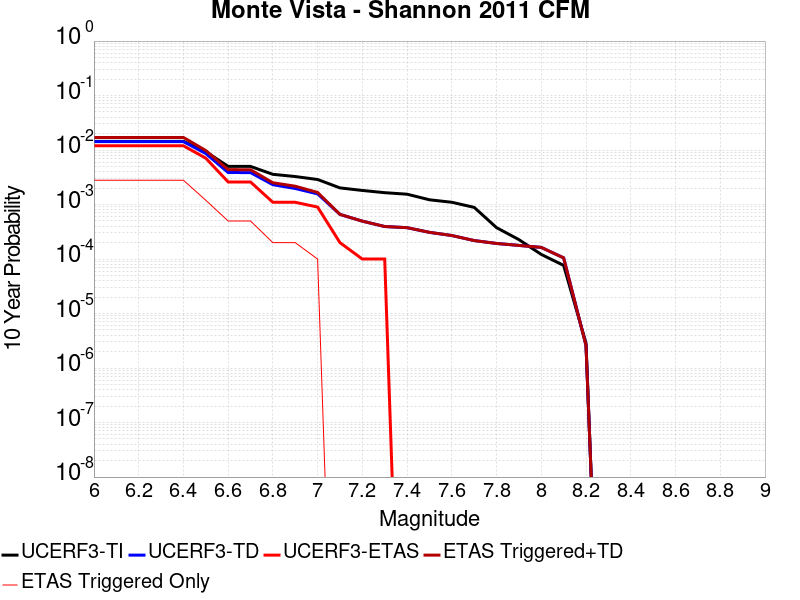 Monte Vista - Shannon 2011 CFM
10 Year Probability
10^0
10^-1
10^-2
10^-3
10^-4
10^-5
10^-6
10^-7
10^-8
6 6.2 6.4 6.6 6.8 7 7.2 7.4 7.6 7.8 8 8.2 8.4 8.6 8.8 9
Magnitude
UCERF3-TI UCERF3-TD UCERF3-ETAS ETAS Triggered+TD
ETAS Triggered Only